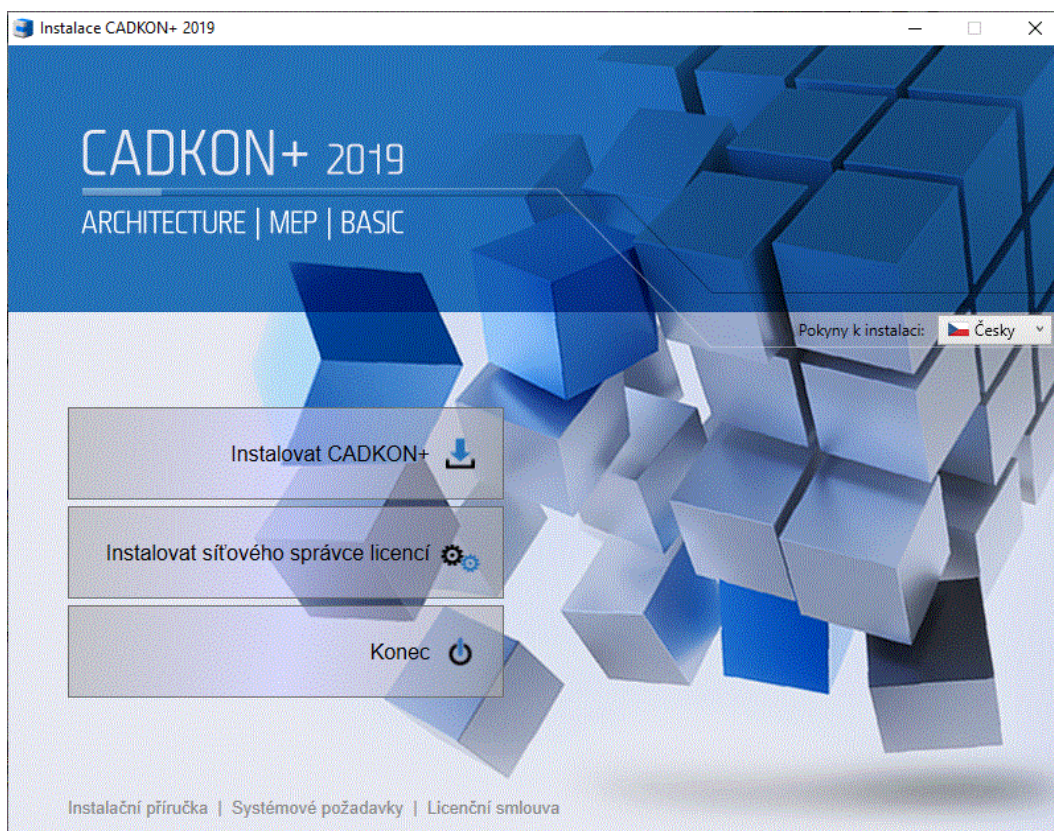 Instalace CADKON+ 2019
CADKON+ 2019
ARCHITECTURE | MEP | BASIC
Pokyny k instalaci: Česky
Instalovat CADKON+
Instalovat síťového správce licencí
Konec
Instalační příručka | Systémové požadavky | Licenční smlouva